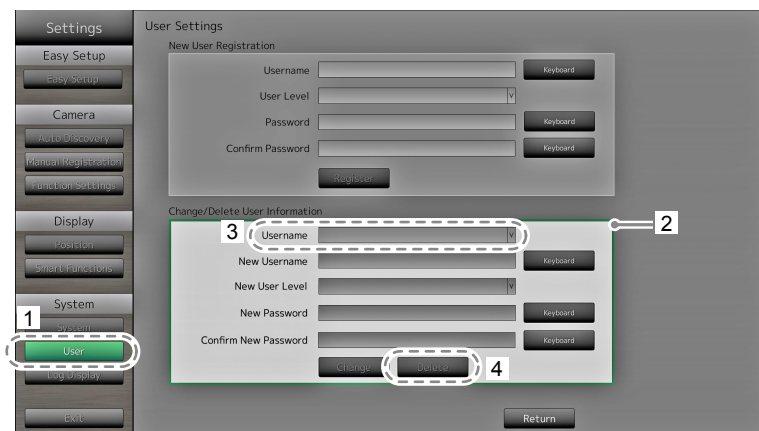 Settings
Easy Setup
Easy Setup
Camera
Auto Discovery
Manual Registration
Function Settings
Display
Position
Smart Functions
System
1
System
User
Log Display
Exit
User Settings
New User Registration
Username Keyboard
User Level V
Password Keyboard
Confirm Password Keyboard
Register
Change/Delete User Information
2
3 Username V
New Username Keyboard
New User Level V
New Password Keyboard
Confirm New Password Keyboard
Change Delete 4
Return